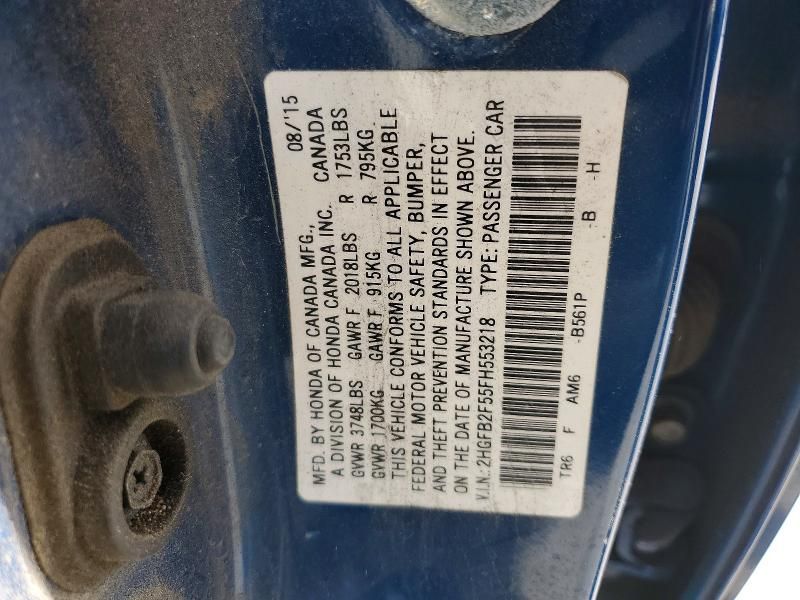 MFD. BY HONDA OF CANADA MFG., 08/'15
A DIVISION OF HONDA CANADA INC. CANADA
GVWR 3748LBS GAWR F 2018LBS R 1753LBS
GVWR 1700KG GAWR F 915KG R 795KG
THIS VEHICLE CONFORMS TO ALL APPLICABLE
FEDERAL MOTOR VEHICLE SAFETY, BUMPER,
AND THEFT PREVENTION STANDARDS IN EFFECT
ON THE DATE OF MANUFACTURE SHOWN ABOVE.
V.I.N.: 2HGFB2F55FH553218 TYPE: PASSENGER CAR
TR6 F AM6 -B561P -B -H